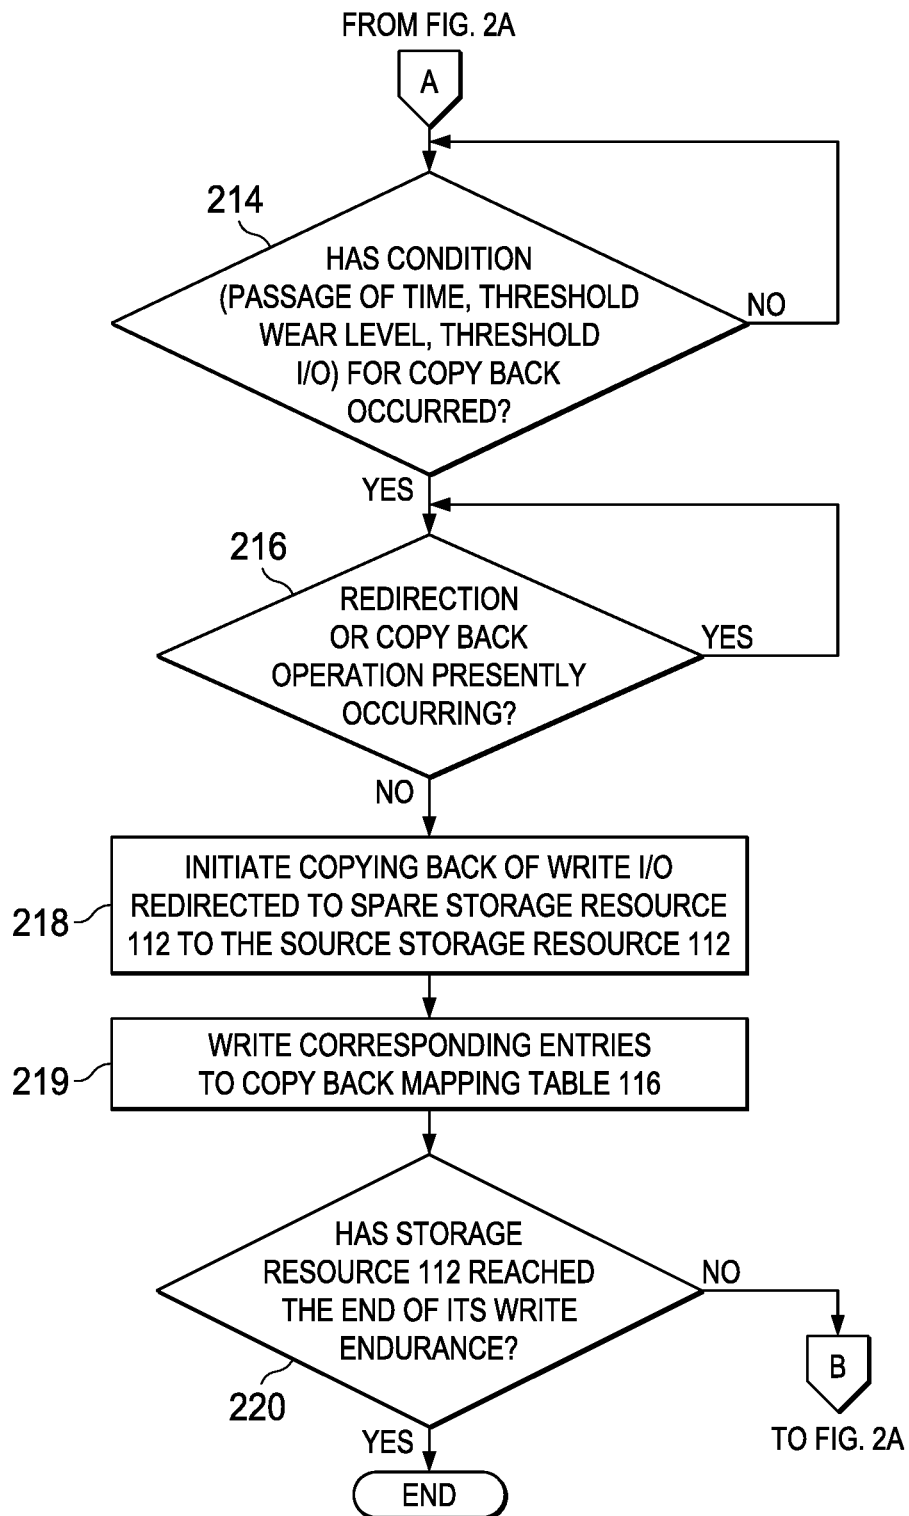 FROM FIG. 2A
A
214
HAS CONDITION
(PASSAGE OF TIME, THRESHOLD
WEAR LEVEL, THRESHOLD
I/O) FOR COPY BACK
OCCURRED?
NO
YES
216
REDIRECTION
OR COPY BACK
OPERATION PRESENTLY
OCCURRING?
YES
NO
218
INITIATE COPYING BACK OF WRITE I/O
REDIRECTED TO SPARE STORAGE RESOURCE
112 TO THE SOURCE STORAGE RESOURCE 112
219
WRITE CORRESPONDING ENTRIES
TO COPY BACK MAPPING TABLE 116
HAS STORAGE
RESOURCE 112 REACHED
THE END OF ITS WRITE
ENDURANCE?
NO
220
B
TO FIG. 2A
YES
END